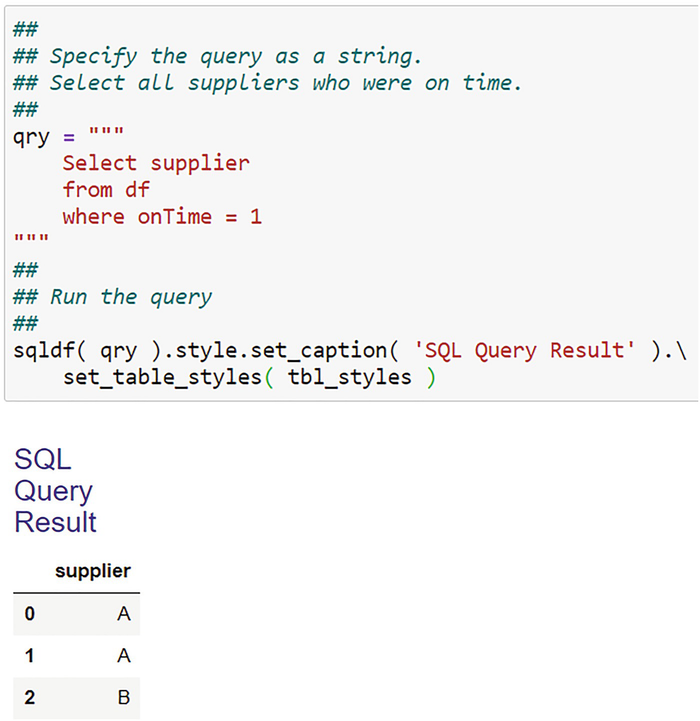 ##
## Specify the query as a string.
## Select all suppliers who were on time.
##
qry = """
    Select supplier
    from df
    where onTime = 1
"""
##
## Run the query
##
sqldf( qry ).style.set_caption( 'SQL Query Result' ).\
    set_table_styles( tbl_styles )
SQL
Query
Result
supplier
0 A
1 A
2 B